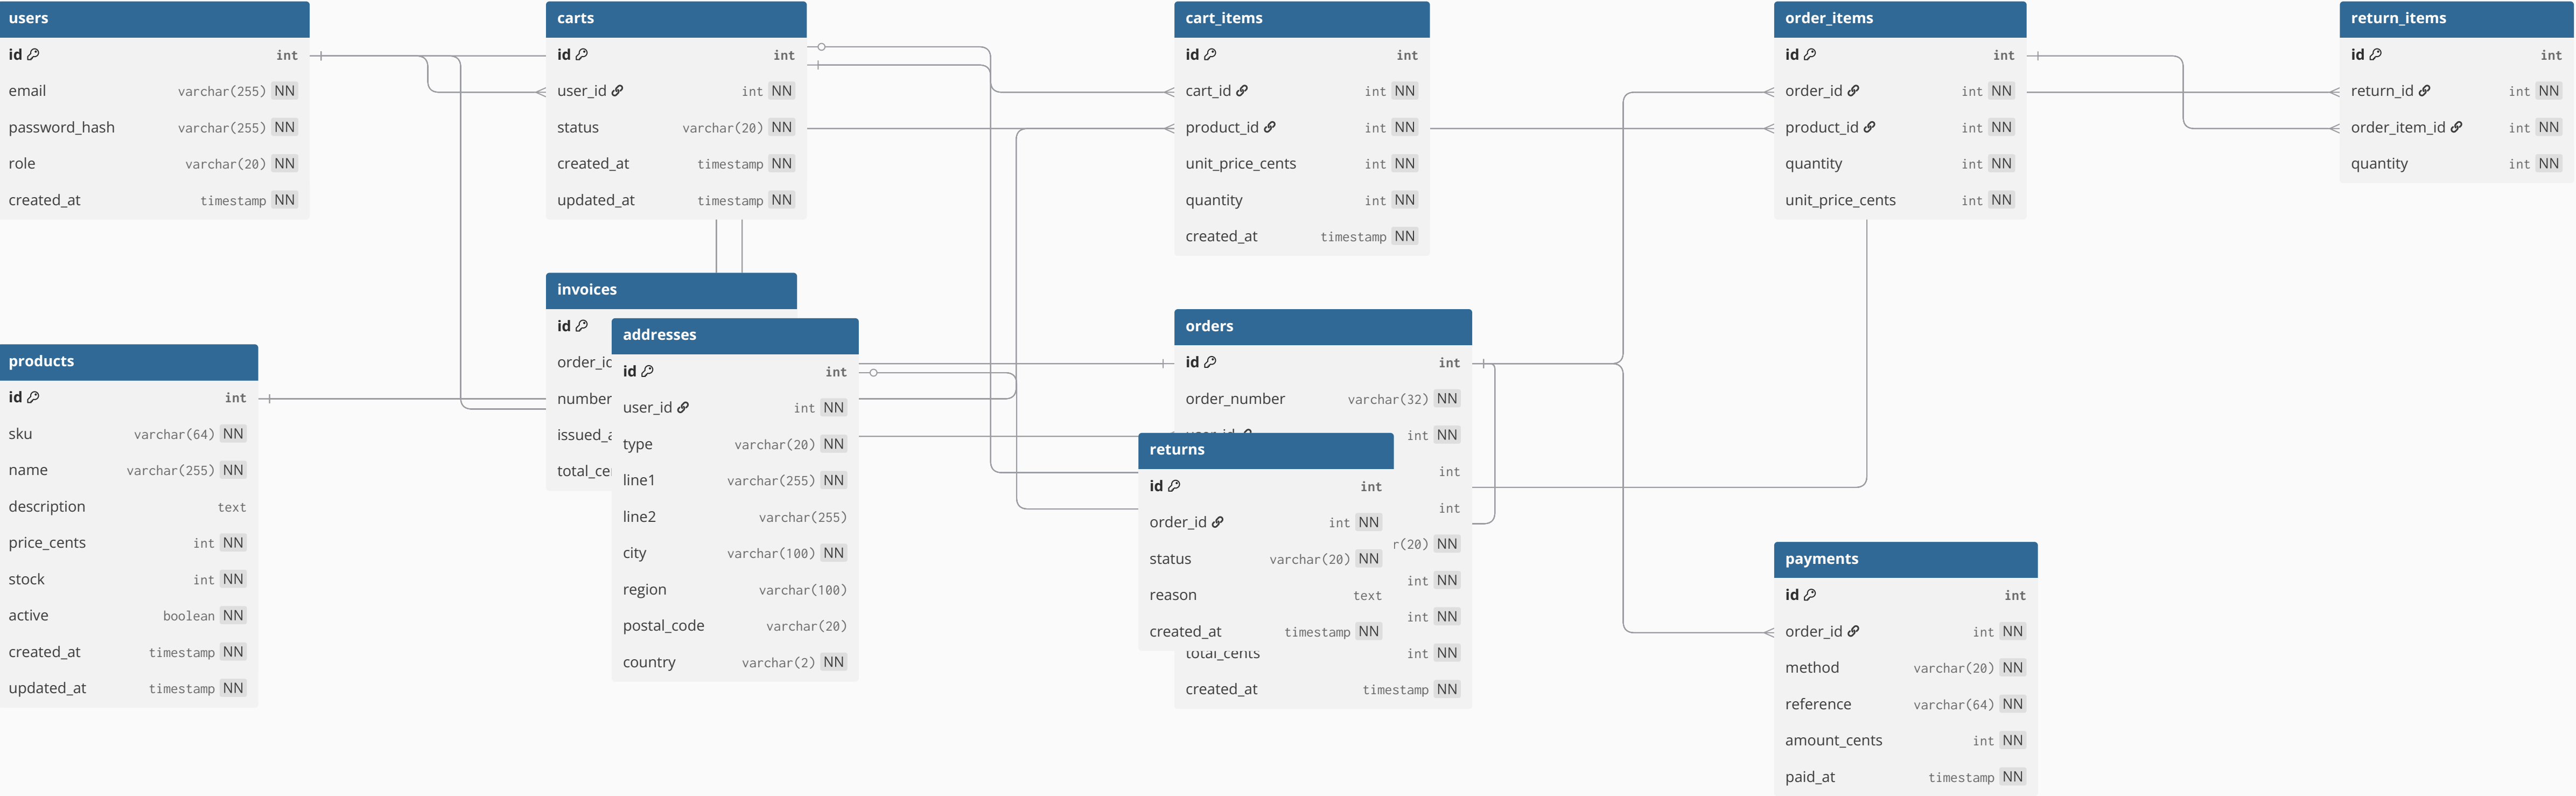 users
id int
email varchar(255) NN
password_hash varchar(255) NN
role varchar(20) NN
created_at timestamp NN
carts
id int
user_id int NN
status varchar(20) NN
created_at timestamp NN
updated_at timestamp NN
cart_items
id int
cart_id int NN
product_id int NN
unit_price_cents int NN
quantity int NN
created_at timestamp NN
order_items
id int
order_id int NN
product_id int NN
quantity int NN
unit_price_cents int NN
return_items
id int
return_id int NN
order_item_id int NN
quantity int NN
products
id int
sku varchar(64) NN
name varchar(255) NN
description text
price_cents int NN
stock int NN
active boolean NN
created_at timestamp NN
updated_at timestamp NN
invoices
id
number
addresses
id int
user_id int NN
type varchar(20) NN
line1 varchar(255) NN
line2 varchar(255)
city varchar(100) NN
region varchar(100)
postal_code varchar(20)
country varchar(2) NN
orders
id int
order_number varchar(32) NN
int NN
int
int
r(20) NN
int NN
int NN
total_cents int NN
created_at timestamp NN
returns
id int
order_id int NN
status varchar(20) NN
reason text
created_at timestamp NN
payments
id int
order_id int NN
method varchar(20) NN
reference varchar(64) NN
amount_cents int NN
paid_at timestamp NN